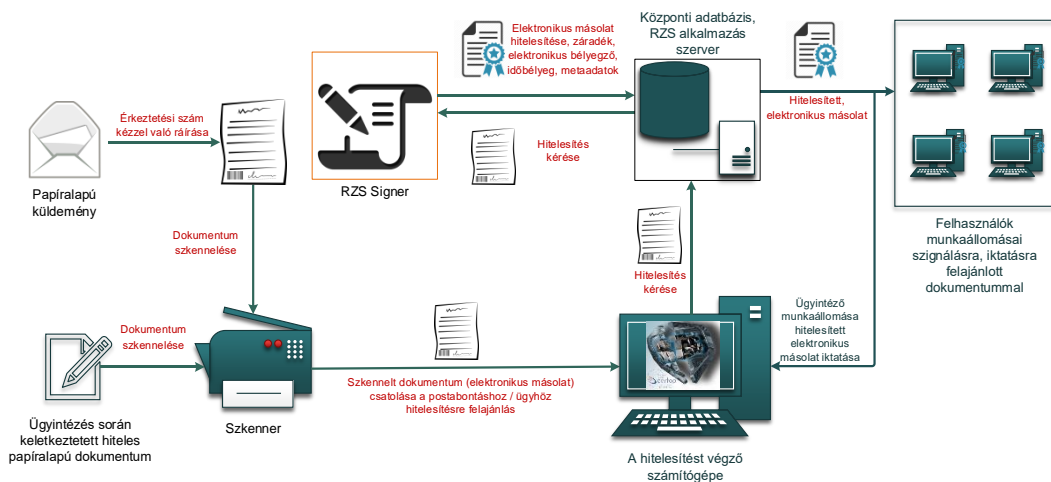 Elektronikus másolat
hitelesítése, záradék,
elektronikus bélyegző,
időbélyeg, metaadatok
Központi adatbázis,
RZS alkalmazás
szerver
Érkeztetési szám
kézzel való ráírása
Hitelesített,
elektronikus másolat
Hitelesítés
kérése
Papíralapú
küldemény
RZS Signer
Felhasználók
munkaállomásai
szignálásra, iktatásra
felajánlott
dokumentummal
Dokumentum
szkennelése
Hitelesítés
kérése
Ügyintéző
munkaállomása
hitelesített
elektronikus
másolat iktatása
Dokumentum
szkennelése
Szkennelt dokumentum (elektronikus másolat)
csatolása a postabontáshoz / ügyhöz
hitelesítésre felajánlás
Ügyintézés során
keletkeztetett hiteles
papíralapú dokumentum
Szkenner
A hitelesítést végző
számítógépe